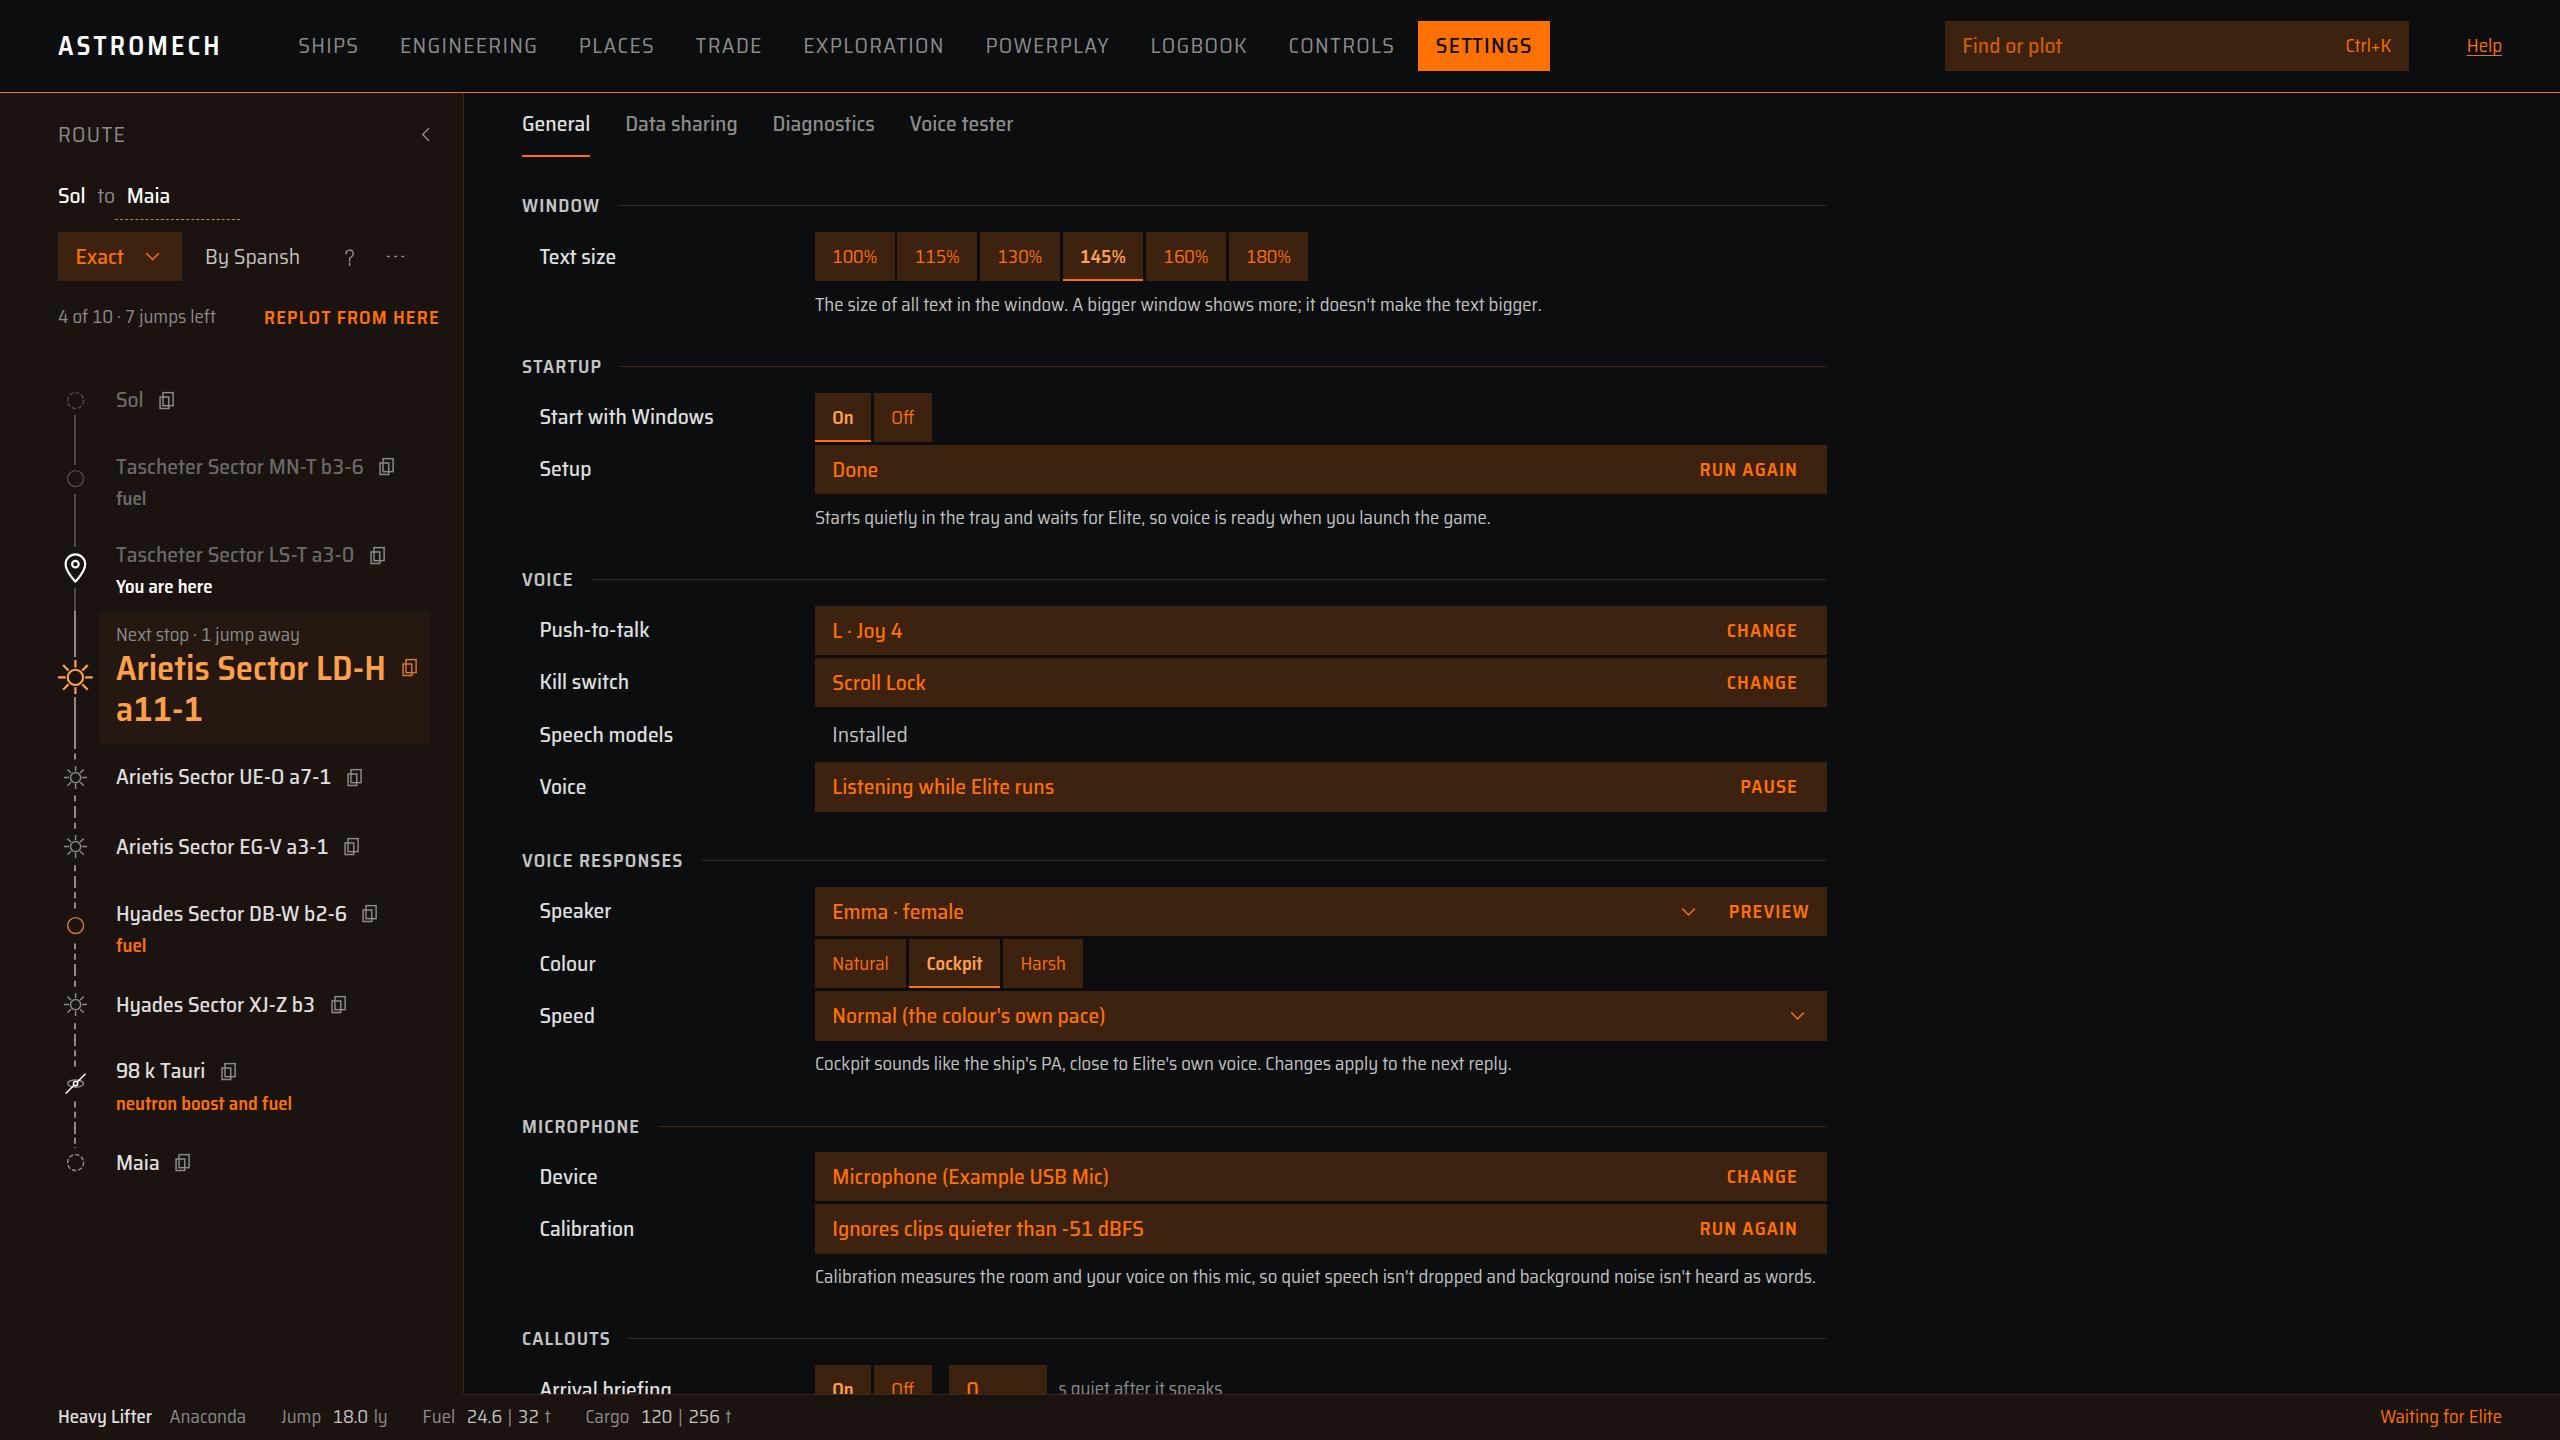 ASTROMECH
SHIPS ENGINEERING PLACES TRADE EXPLORATION POWERPLAY LOGBOOK CONTROLS SETTINGS
Find or plot Ctrl+K
Help
ROUTE
Sol to Maia
Exact By Spansh ? ...
4 of 10 · 7 jumps left REPLOT FROM HERE
Sol
Tascheter Sector MN-T b3-6
fuel
Tascheter Sector LS-T a3-0
You are here
Next stop · 1 jump away
Arietis Sector LD-H
a11-1
Arietis Sector UE-O a7-1
Arietis Sector EG-V a3-1
Hyades Sector DB-W b2-6
fuel
Hyades Sector XJ-Z b3
98 k Tauri
neutron boost and fuel
Maia
General Data sharing Diagnostics Voice tester
WINDOW
Text size 100% 115% 130% 145% 160% 180%
The size of all text in the window. A bigger window shows more; it doesn't make the text bigger.
STARTUP
Start with Windows On Off
Setup Done RUN AGAIN
Starts quietly in the tray and waits for Elite, so voice is ready when you launch the game.
VOICE
Push-to-talk L · Joy 4 CHANGE
Kill switch Scroll Lock CHANGE
Speech models Installed
Voice Listening while Elite runs PAUSE
VOICE RESPONSES
Speaker Emma · female PREVIEW
Colour Natural Cockpit Harsh
Speed Normal (the colour's own pace)
Cockpit sounds like the ship's PA, close to Elite's own voice. Changes apply to the next reply.
MICROPHONE
Device Microphone (Example USB Mic) CHANGE
Calibration Ignores clips quieter than -51 dBFS RUN AGAIN
Calibration measures the room and your voice on this mic, so quiet speech isn't dropped and background noise isn't heard as words.
CALLOUTS
Arrival briefing On Off 0 s quiet after it speaks
Heavy Lifter Anaconda Jump 18.0 ly Fuel 24.6 | 32 t Cargo 120 | 256 t
Waiting for Elite